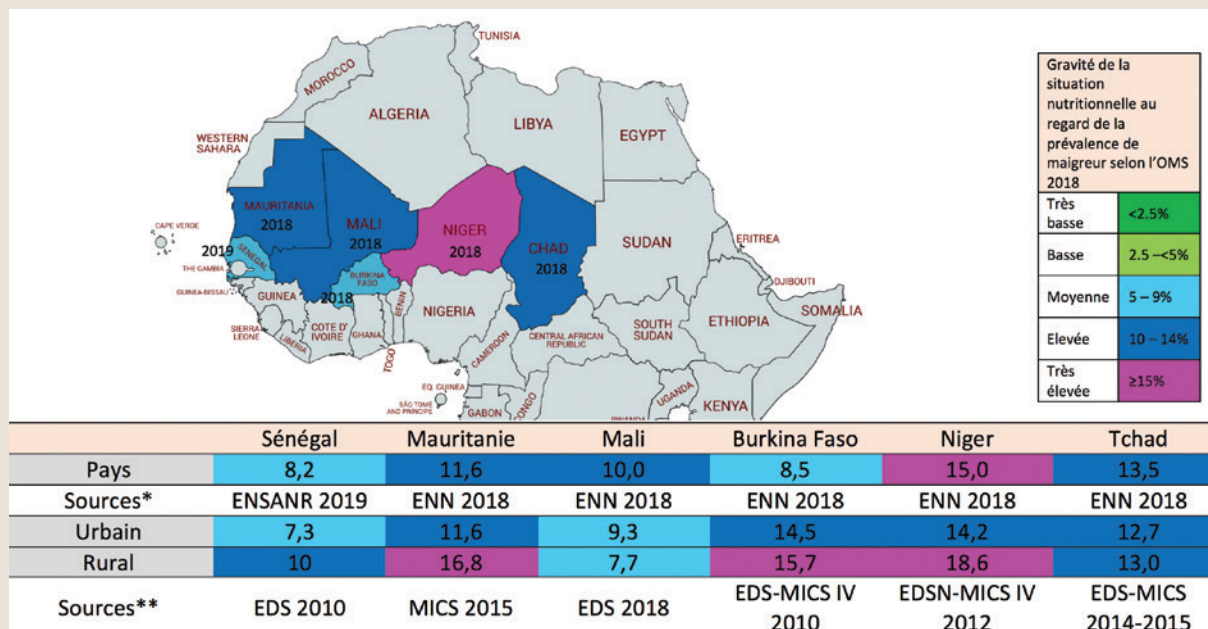 TUNISIA
MOROCCO
ALGERIA
LIBYA
EGYPT
WESTERN
SAHARA
MAURITANIA
2018
MALI
2018
NIGER
2018
CHAD
2018
SUDAN
ERITREA
CAPE VERDE
2019
SENEGAL
THE GAMBIA
GUINEA-BISSAU
BURKINA
FASO
2018
GUINEA
SIERRA
LEONE
LIBERIA
COTE D'
IVOIRE
GHANA
TOGO
BENIN
NIGERIA
CAMEROON
CENTRAL AFRICAN
REPUBLIC
SOUTH
SUDAN
ETHIOPIA
DJIBOUTI
SOMALIA
EQ. GUINEA
SÃO TOMÉ
AND PRINCIPE
GABON
CONGO
UGANDA
KENYA
Gravité de la
situation
nutritionnelle au
regard de la
prévalence de
maigreur selon l'OMS
2018
Très
basse <2.5%
Basse 2.5 –<5%
Moyenne 5 – 9%
Elevée 10 – 14%
Très
élevée ≥15%
Sénégal Mauritanie Mali Burkina Faso Niger Tchad
Pays 8,2 11,6 10,0 8,5 15,0 13,5
Sources* ENSANR 2019 ENN 2018 ENN 2018 ENN 2018 ENN 2018 ENN 2018
Urbain 7,3 11,6 9,3 14,5 14,2 12,7
Rural 10 16,8 7,7 15,7 18,6 13,0
Sources** EDS 2010 MICS 2015 EDS 2018 EDS-MICS IV 2010 EDSN-MICS IV 2012 EDS-MICS 2014-2015